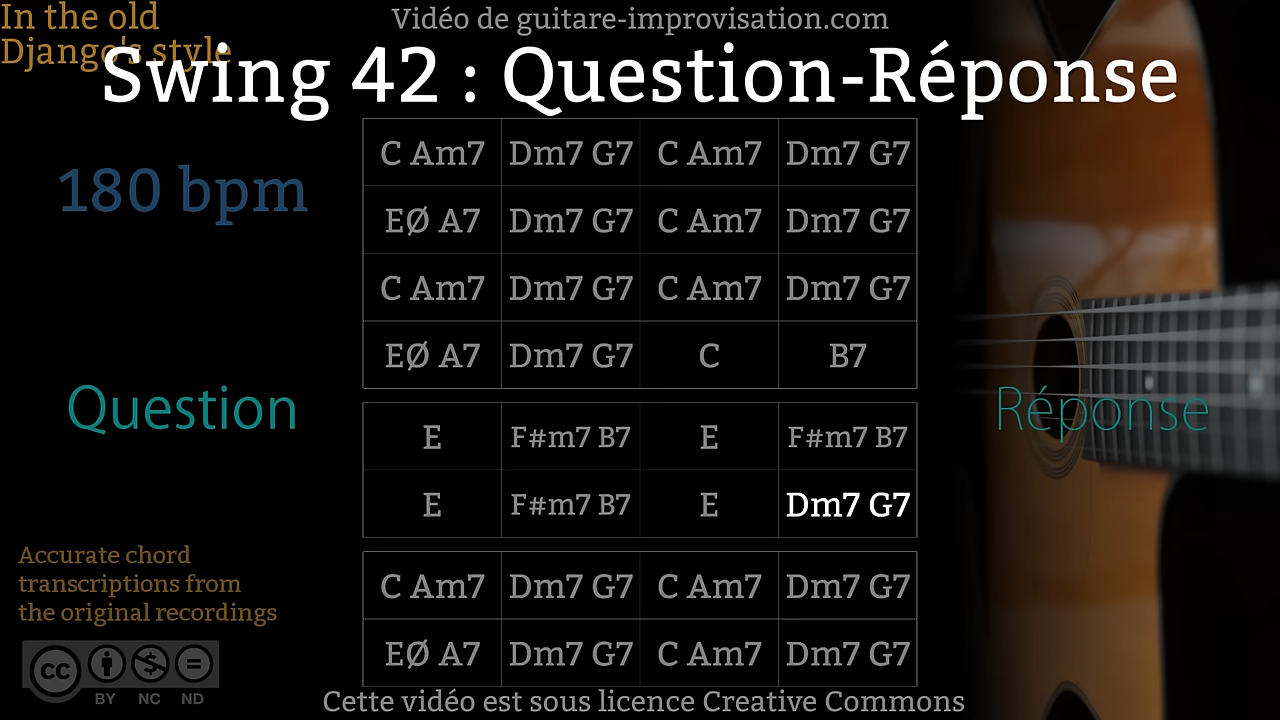 In the old
Django's style
Vidéo de guitare-improvisation.com
Swing 42 : Question-Réponse
180 bpm
C Am7 Dm7 G7 C Am7 Dm7 G7
EØ A7 Dm7 G7 C Am7 Dm7 G7
C Am7 Dm7 G7 C Am7 Dm7 G7
EØ A7 Dm7 G7 C B7
Question
Réponse
E F#m7 B7 E F#m7 B7
E F#m7 B7 E Dm7 G7
C Am7 Dm7 G7 C Am7 Dm7 G7
EØ A7 Dm7 G7 C Am7 Dm7 G7
Accurate chord
transcriptions from
the original recordings
cc
BY NC ND
Cette vidéo est sous licence Creative Commons